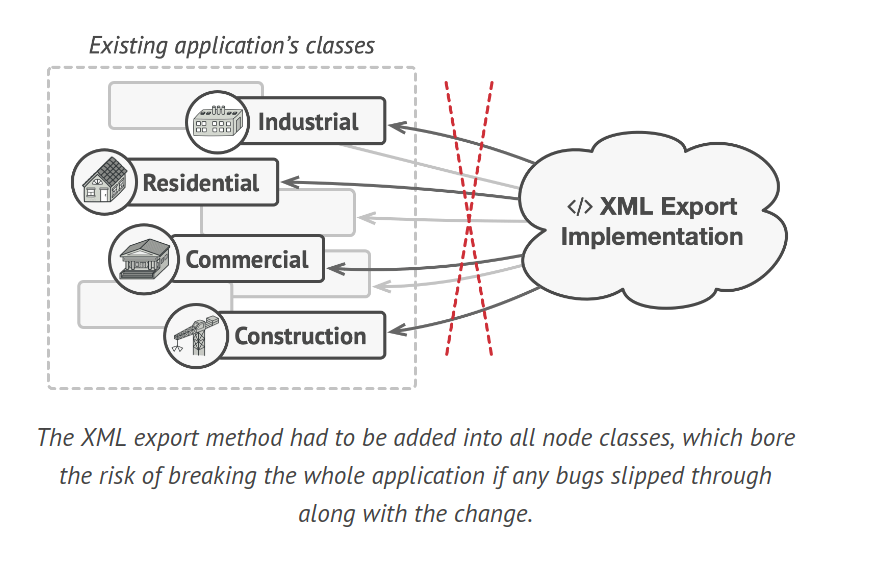 Existing application's classes
Industrial
Residential
Commercial
Construction
</> XML Export
Implementation
The XML export method had to be added into all node classes, which bore
the risk of breaking the whole application if any bugs slipped through
along with the change.